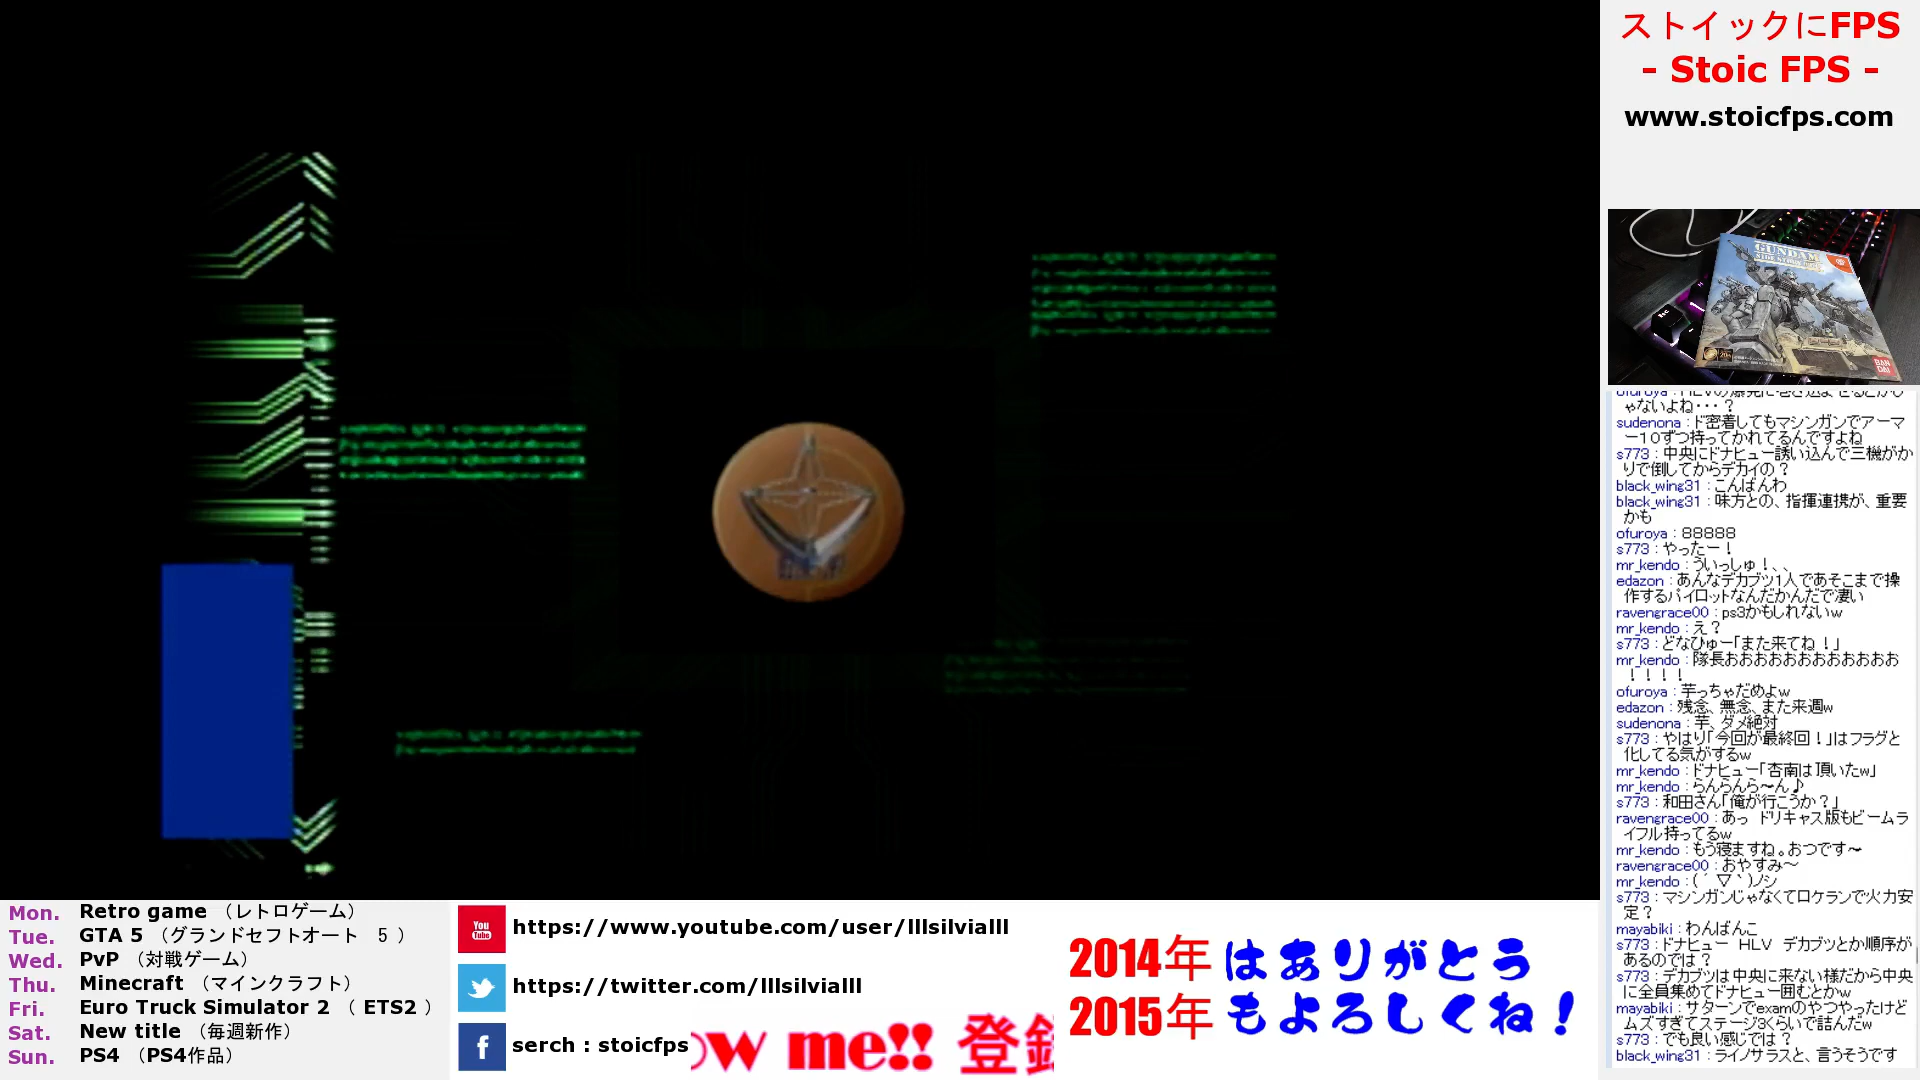 ストイックにFPS
- Stoic FPS -
www.stoicfps.com
GUNDAM
SIDE STORY
BAN
DAI
ゃないよね・・・？
sudenona：ド密着してもマシンガンでアーマ
ー１０ずつ持ってかれてるんですよね
s773：中央にドナヒュー誘い込んで三機がか
りで倒してからデカイの？
black_wing31：こんばんわ
black_wing31：味方との、指揮連携が、重要
かも
ofuroya：88888
s773：やったー！
mr_kendo：ういっしゅ！、、
edazon：あんなデカブツ1人であそこまで操
作するパイロットなんだかんだで凄い
ravengrace00：ps3かもしれないw
mr_kendo：え？
s773：どなひゅー「また来てね！」
mr_kendo：隊長おおおおおおおおおおおお
！！！！
ofuroya：芋っちゃだめよw
edazon：残念、無念、また来週w
sudenona：芋、ダメ絶対
s773：やはり「今回が最終回！」はフラグと
化してる気がするw
mr_kendo：ドナヒュー「杏南は頂いたw」
mr_kendo：らんらんら～ん♪
s773：和田さん「俺が行こうか？」
ravengrace00：あっ　ドリキャス版もビームラ
イフル持ってるw
mr_kendo：もう寝ますね。おつです～
ravengrace00：おやすみ～
mr_kendo：(´▽｀)ノシ
s773：マシンガンじゃなくてロケランで火力安
定？
mayabiki：わんばんこ
s773：ドナヒュー　HLV　デカブツとか順序が
あるのでは？
s773：デカブツは中央に来ない様だから中央
に全員集めてドナヒュー囲むとかw
mayabiki：サターンでexamのやつやったけど
ムズすぎてステージ3くらいで詰んだw
s773：でも良い感じでは？
black_wing31：ライノサラスと、言うそうです
Mon. Retro game （レトロゲーム）
Tue. GTA 5 （グランドセフトオート　5 ）
Wed. PvP （対戦ゲーム）
Thu. Minecraft （マインクラフト）
Fri. Euro Truck Simulator 2 （ ETS2 ）
Sat. New title （毎週新作）
Sun. PS4 （PS4作品）
You
Tube
https://www.youtube.com/user/lllsilvialll
https://twitter.com/lllsilvialll
serch : stoicfps
ow me!! 登録
2014年 はありがとう
2015年 もよろしくね！